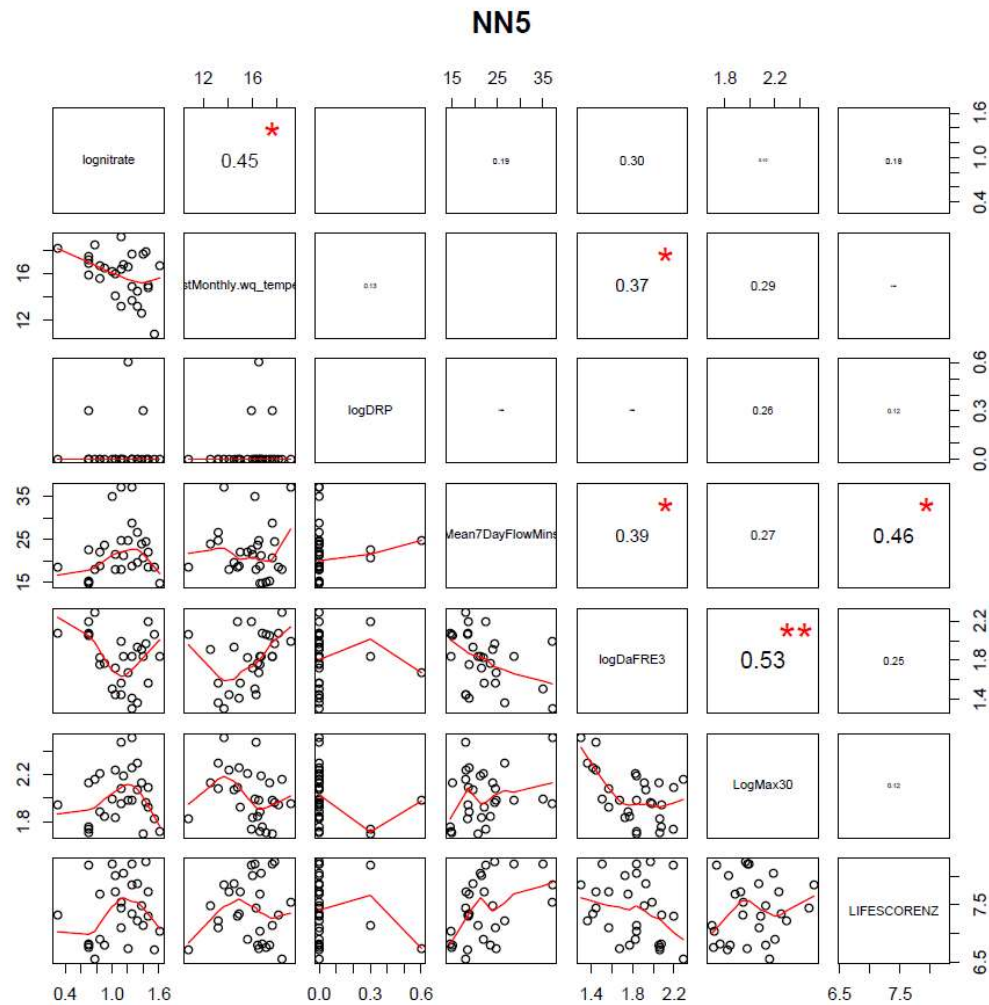 NN5
12 16 15 25 35 1.8 2.2
lognitrate 0.45 * 0.19 0.30 0.18 0.4 1.0 1.6
12 16 stMonthly.wq_tempe 0.13 0.37 * 0.29
logDRP 0.26 0.12 0.0 0.3 0.6
15 25 35 Mean7DayFlowMins 0.39 * 0.27 0.46 *
logDaFRE3 0.53 ** 0.25 1.4 1.8 2.2
1.8 2.2 LogMax30 0.12
LIFESCORENZ 6.5 7.5
0.4 1.0 1.6 0.0 0.3 0.6 1.4 1.8 2.2 6.5 7.5